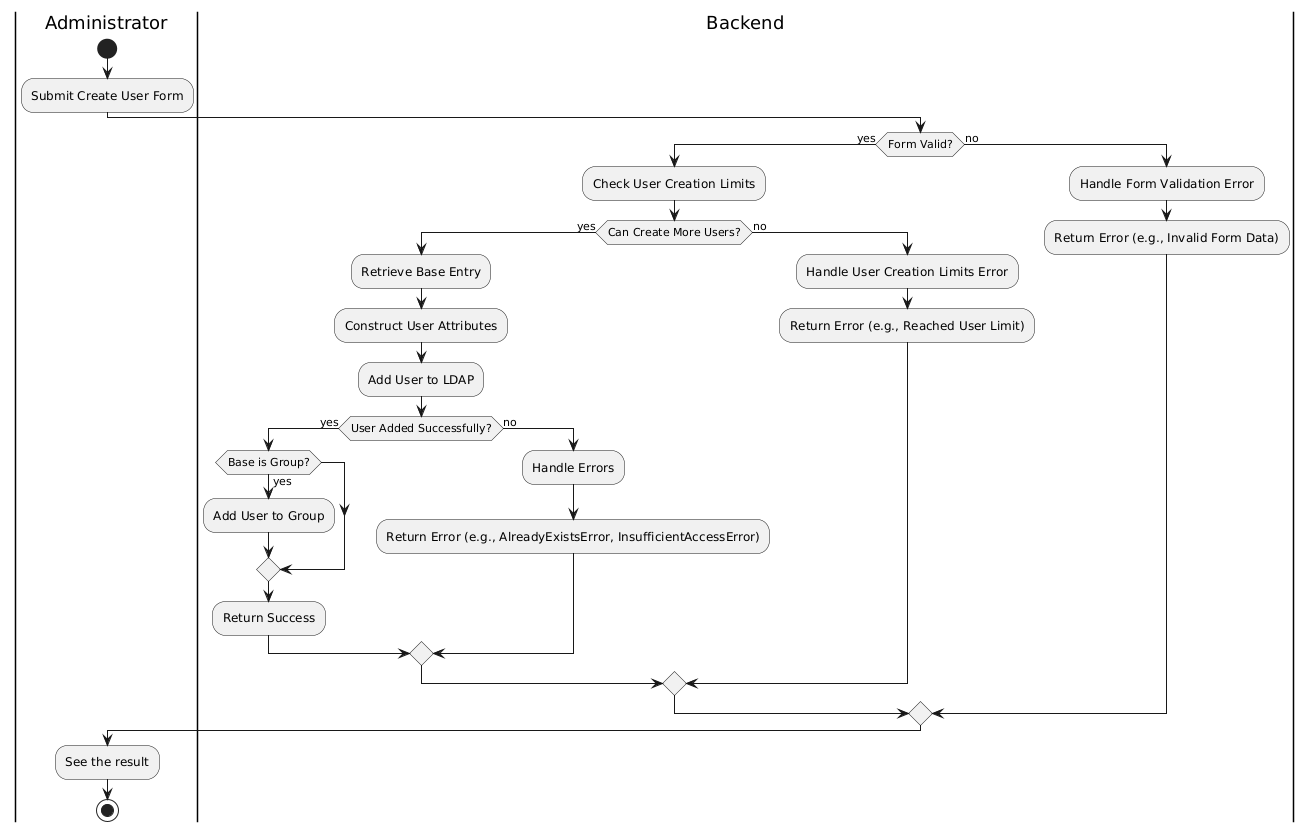 Administrator
Backend
Submit Create User Form
yes
Form Valid?
no
Check User Creation Limits
Handle Form Validation Error
yes
Can Create More Users?
no
Return Error (e.g., Invalid Form Data)
Retrieve Base Entry
Handle User Creation Limits Error
Construct User Attributes
Return Error (e.g., Reached User Limit)
Add User to LDAP
yes
User Added Successfully?
no
Base is Group?
yes
Handle Errors
Add User to Group
Return Error (e.g., AlreadyExistsError, InsufficientAccessError)
Return Success
See the result